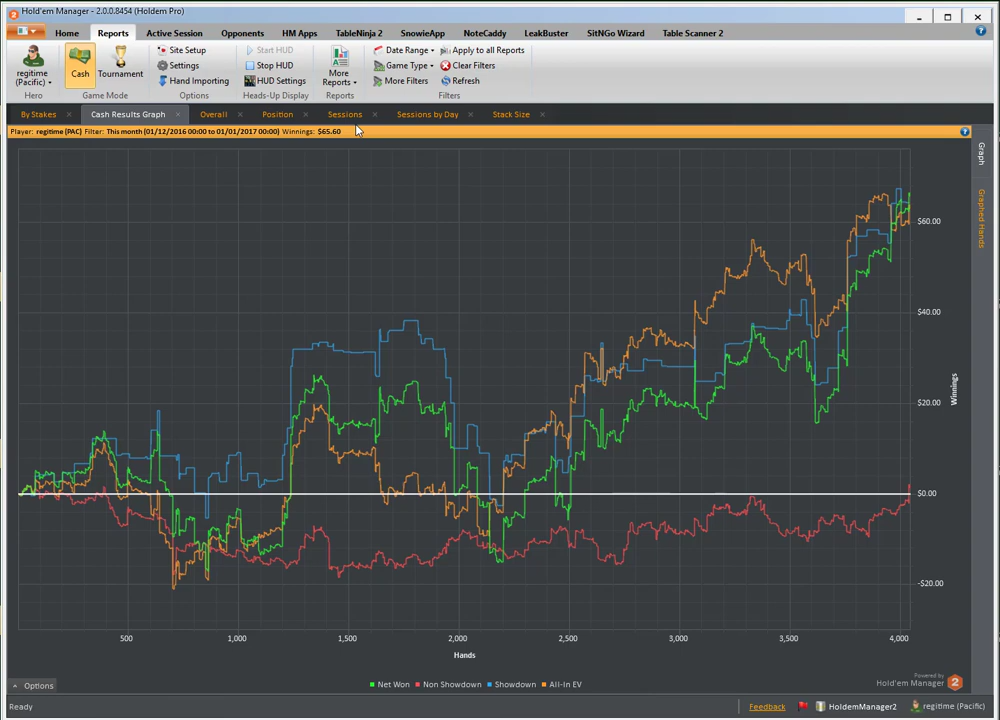 Hold'em Manager - 2.0.0.8454 (Holdem Pro)
Home Reports Active Session Opponents HM Apps TableNinja 2 SnowieApp NoteCaddy LeakBuster SitNGo Wizard Table Scanner 2
regitime (Pacific)
Hero
Cash
Tournament
Game Mode
Site Setup
Settings
Hand Importing
Options
Start HUD
Stop HUD
HUD Settings
Heads-Up Display
More Reports
Reports
Date Range
Game Type
More Filters
Apply to all Reports
Clear Filters
Refresh
Filters
By Stakes Cash Results Graph Overall Position Sessions Sessions by Day Stack Size
Player: regitime (PAC) Filter: This month (01/12/2016 00:00 to 01/01/2017 00:00) Winnings: $65.60
Graph
Graphed Hands
$60.00
$40.00
$20.00
$0.00
-$20.00
Winnings
500 1,000 1,500 2,000 2,500 3,000 3,500 4,000
Hands
Net Won Non Showdown Showdown All-In EV
Options
Powered by
Hold'em Manager 2
Ready
Feedback HoldemManager2 regitime (Pacific)